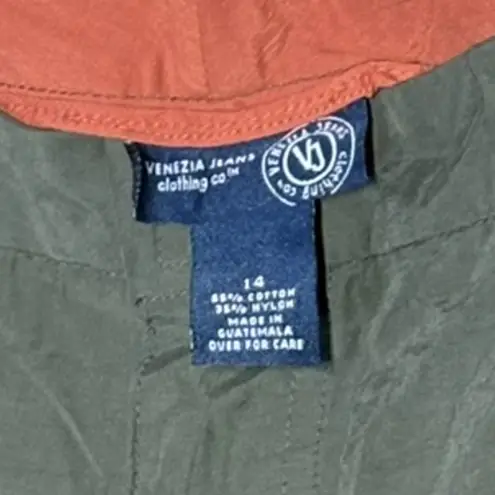 VENEZIA JEANS
clothing co™
VENEZIA JEANS
VJ
clothing co™
14
65% COTTON
35% NYLON
MADE IN
GUATEMALA
OVER FOR CARE